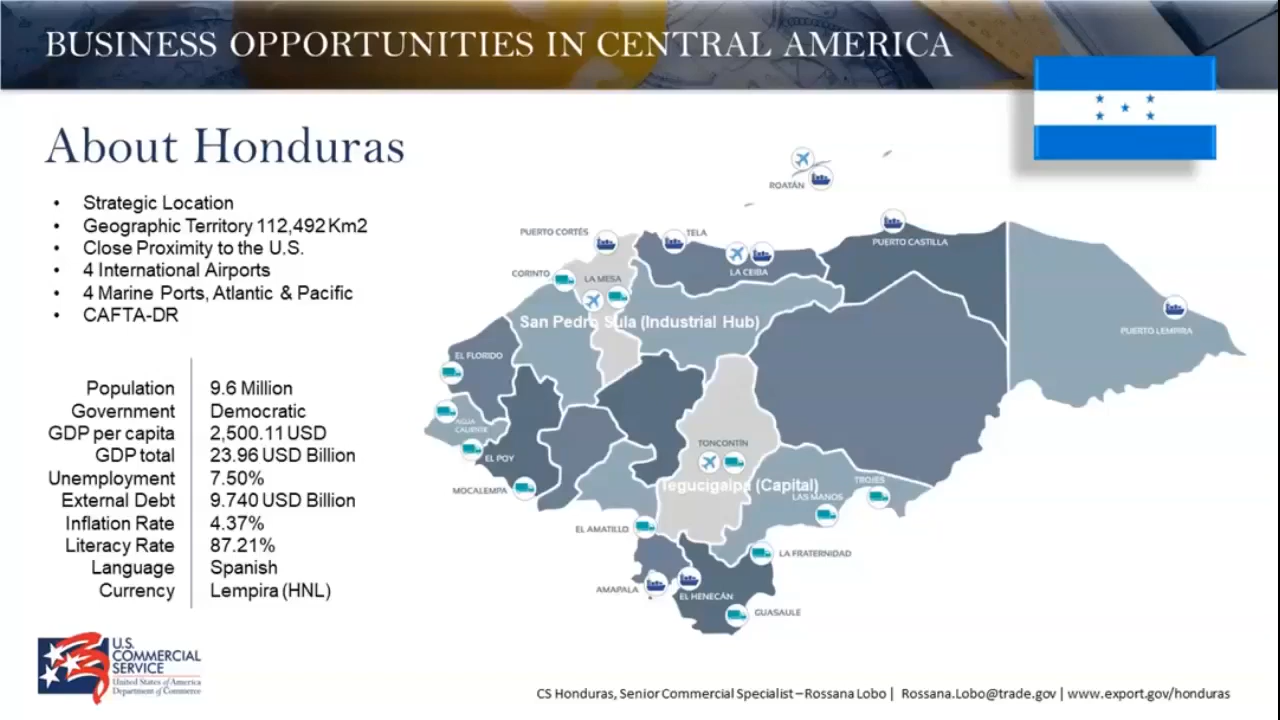 BUSINESS OPPORTUNITIES IN CENTRAL AMERICA
About Honduras
• Strategic Location
• Geographic Territory 112,492 Km2
• Close Proximity to the U.S.
• 4 International Airports
• 4 Marine Ports, Atlantic & Pacific
• CAFTA-DR
Population 9.6 Million
Government Democratic
GDP per capita 2,500.11 USD
GDP total 23.96 USD Billion
Unemployment 7.50%
External Debt 9.740 USD Billion
Inflation Rate 4.37%
Literacy Rate 87.21%
Language Spanish
Currency Lempira (HNL)
ROATÁN
PUERTO CORTÉS
TELA
PUERTO CASTILLA
CORINTO
LA MESA
LA CEIBA
San Pedro Sula (Industrial Hub)
PUERTO LEMPIRA
EL FLORIDO
AGUA
CALIENTE
TONCONTÍN
EL POY
MOCALEMPA
Tegucigalpa (Capital)
TROJES
LAS MANOS
EL AMATILLO
LA FRATERNIDAD
AMAPALA
EL HENECÁN
GUASAULE
U.S.
COMMERCIAL
SERVICE
United States of America
Department of Commerce
CS Honduras, Senior Commercial Specialist – Rossana Lobo | Rossana.Lobo@trade.gov | www.export.gov/honduras